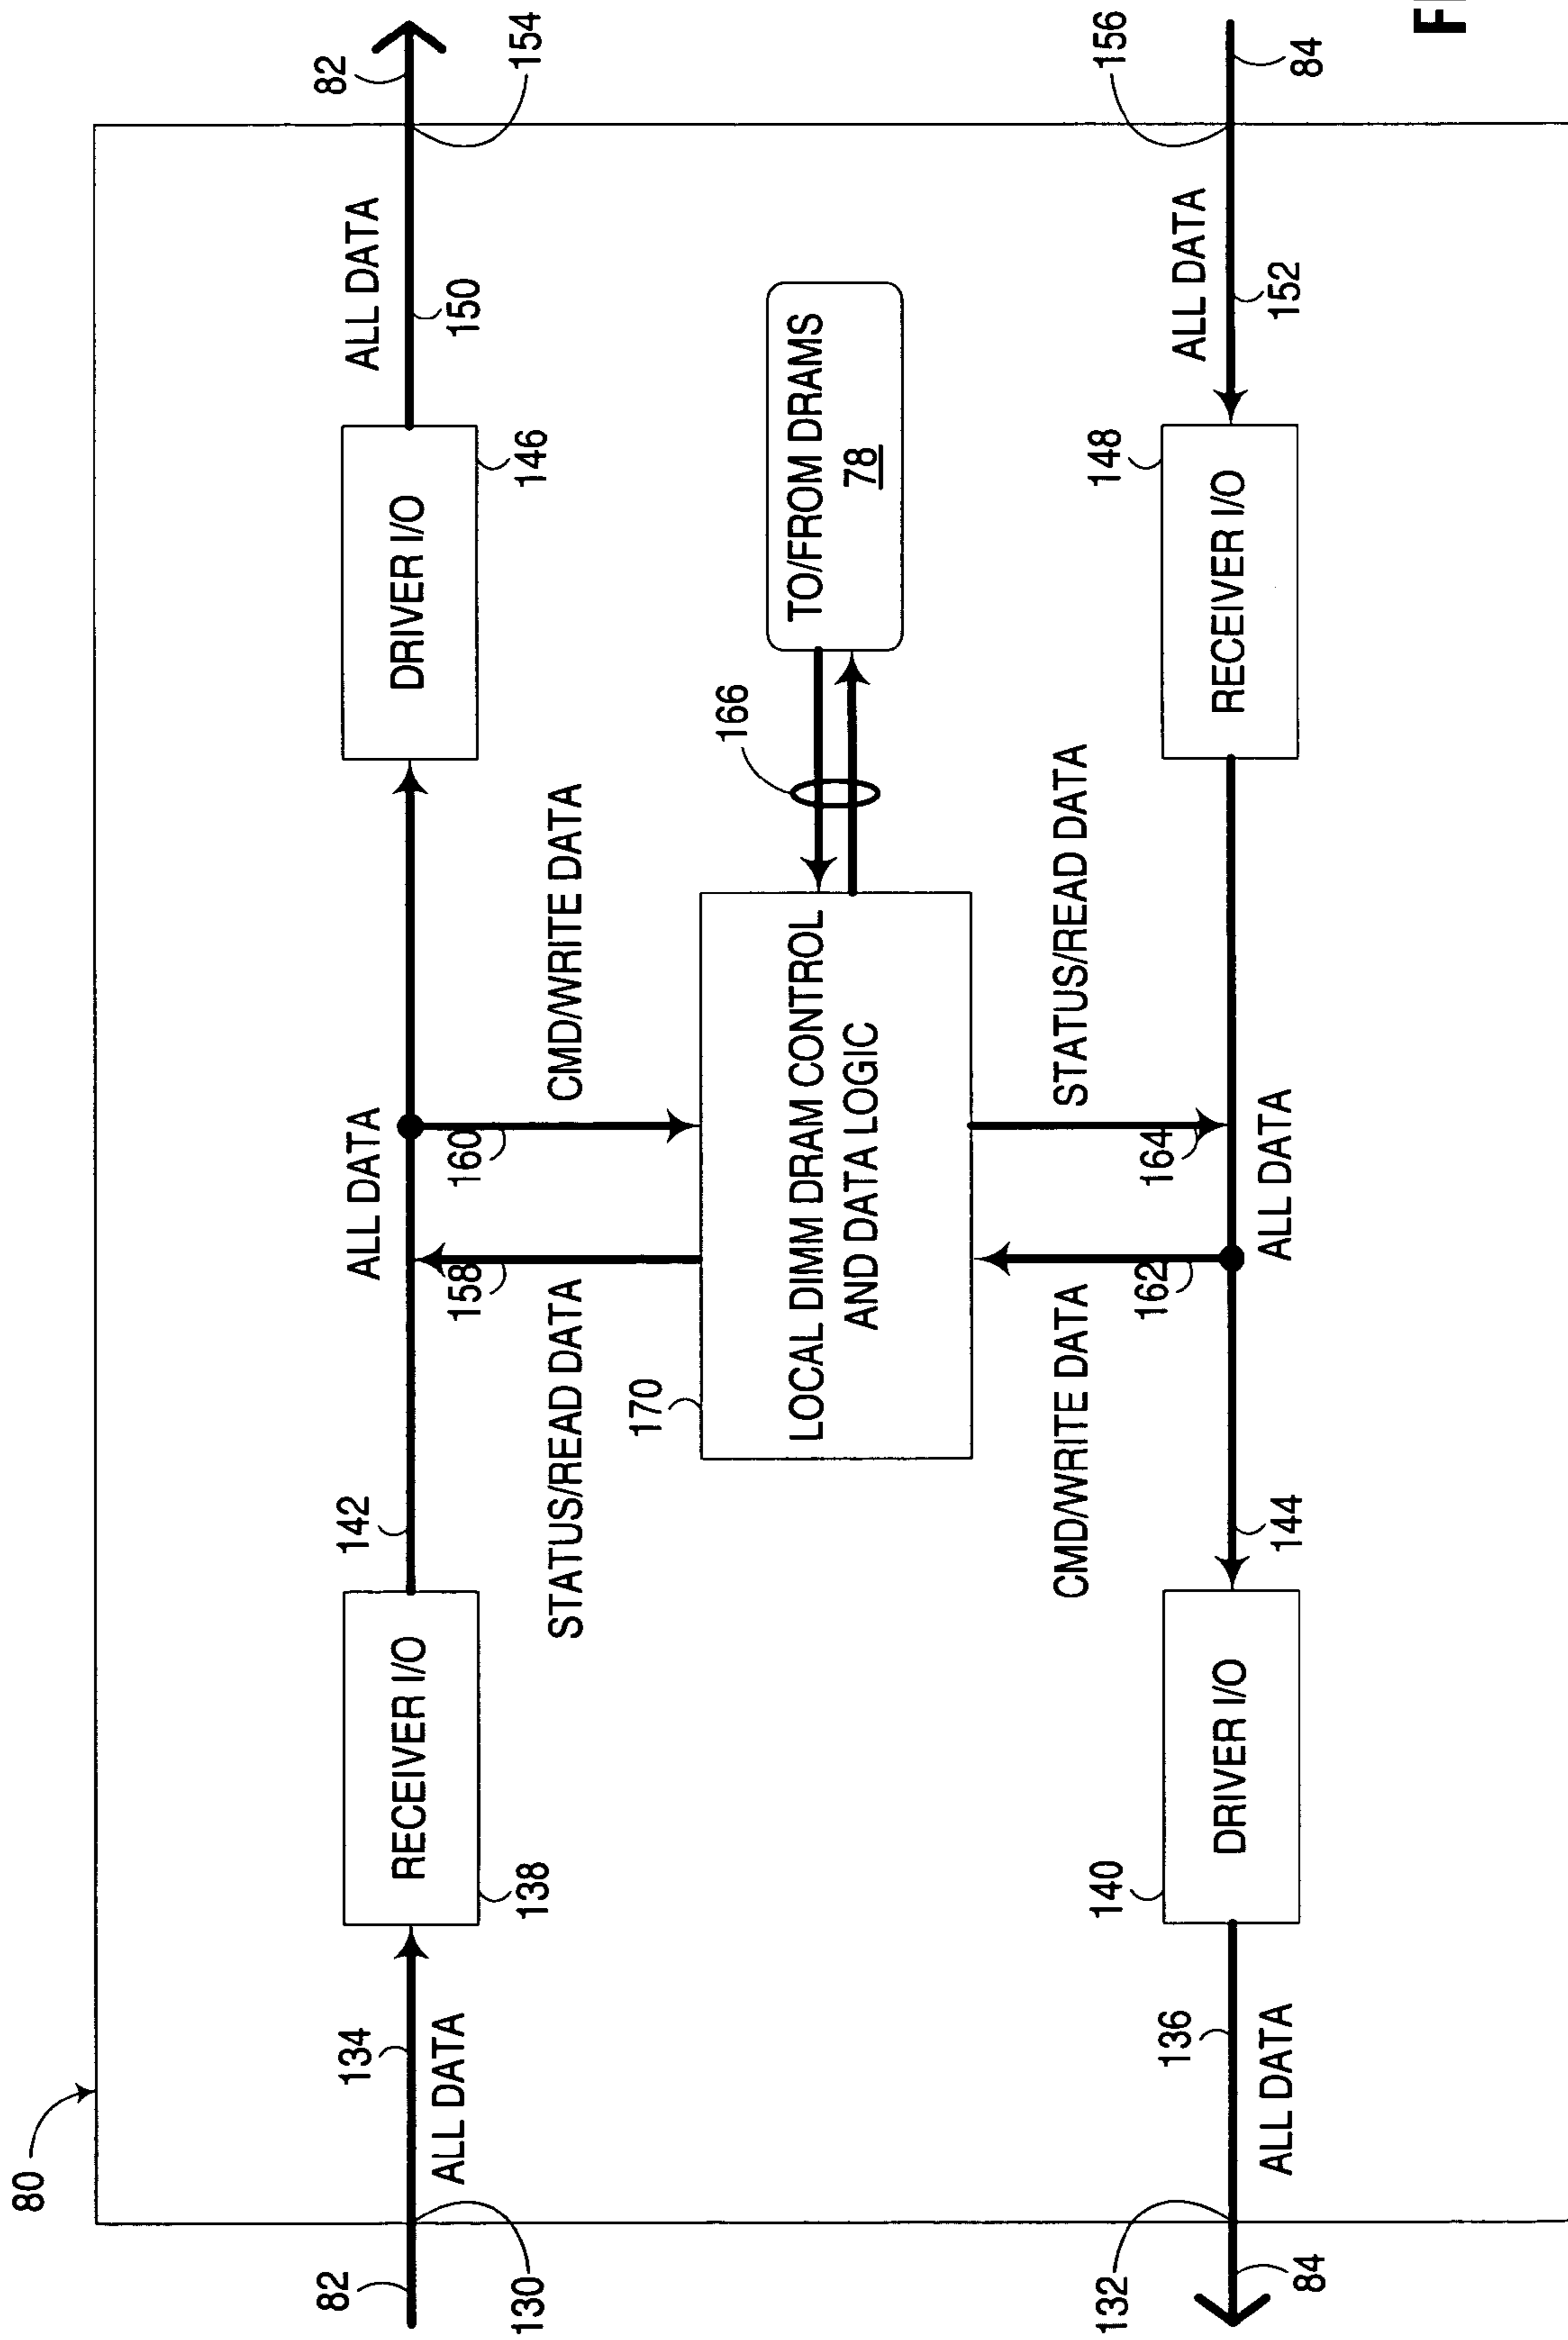 80
82
134
ALL DATA
130
RECEIVER I/O
138
142
ALL DATA
STATUS/READ DATA
158
160
CMD/WRITE DATA
DRIVER I/O
146
ALL DATA
150
82
154
170
LOCAL DIMM DRAM CONTROL
AND DATA LOGIC
166
TO/FROM DRAMS
78
132
84
136
ALL DATA
140
DRIVER I/O
144
CMD/WRITE DATA
162
164
ALL DATA
STATUS/READ DATA
148
RECEIVER I/O
ALL DATA
152
156
84